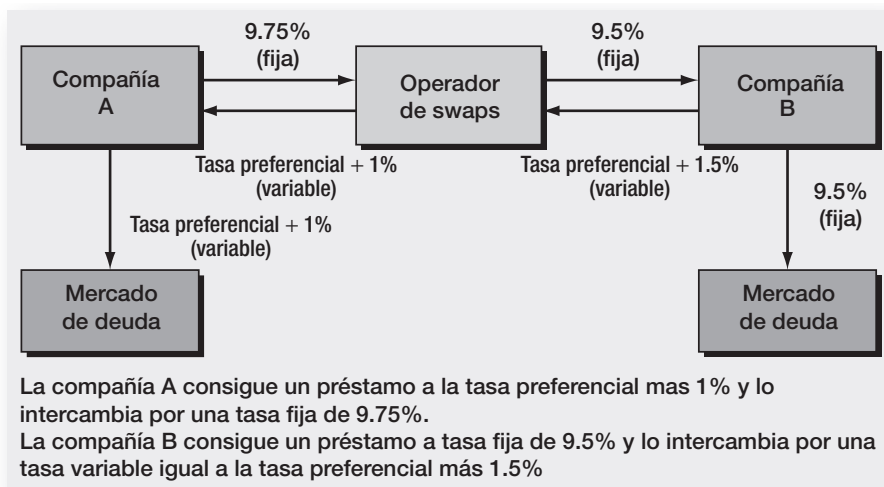 9.75%
(fija)
9.5%
(fija)
Compañía
A
Operador
de swaps
Compañía
B
Tasa preferencial + 1%
(variable)
Tasa preferencial + 1.5%
(variable)
Tasa preferencial + 1%
(variable)
9.5%
(fija)
Mercado
de deuda
Mercado
de deuda
La compañía A consigue un préstamo a la tasa preferencial mas 1% y lo
intercambia por una tasa fija de 9.75%.
La compañía B consigue un préstamo a tasa fija de 9.5% y lo intercambia por una
tasa variable igual a la tasa preferencial más 1.5%